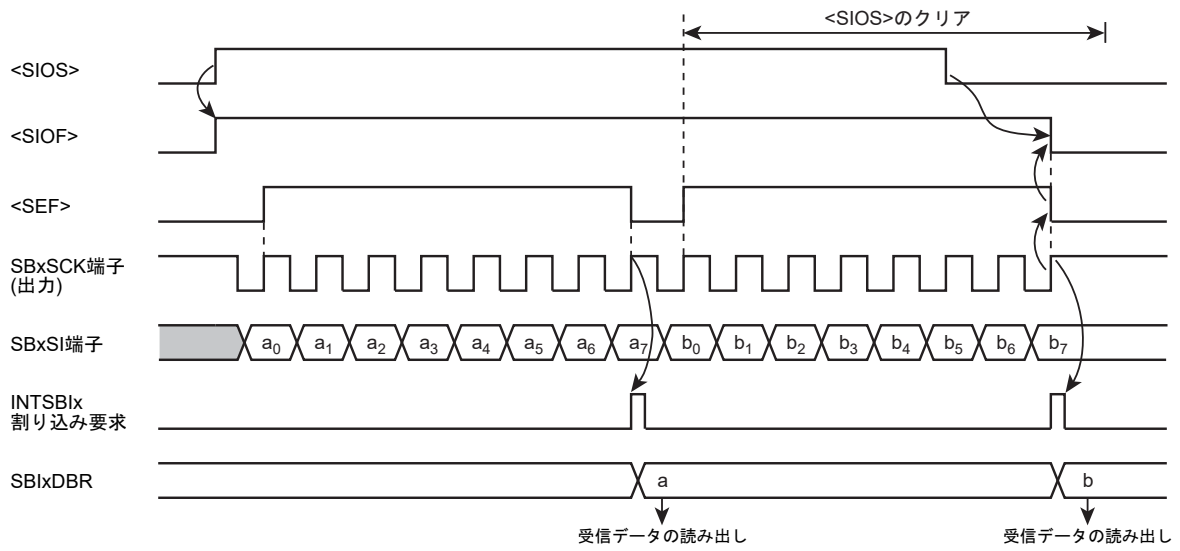 <SIOS>のクリア
<SIOS>
<SIOF>
<SEF>
SBxSCK端子
(出力)
SBxSI端子
a0 a1 a2 a3 a4 a5 a6 a7 b0 b1 b2 b3 b4 b5 b6 b7
INTSBIx
割り込み要求
SBIxDBR
a
b
受信データの読み出し
受信データの読み出し